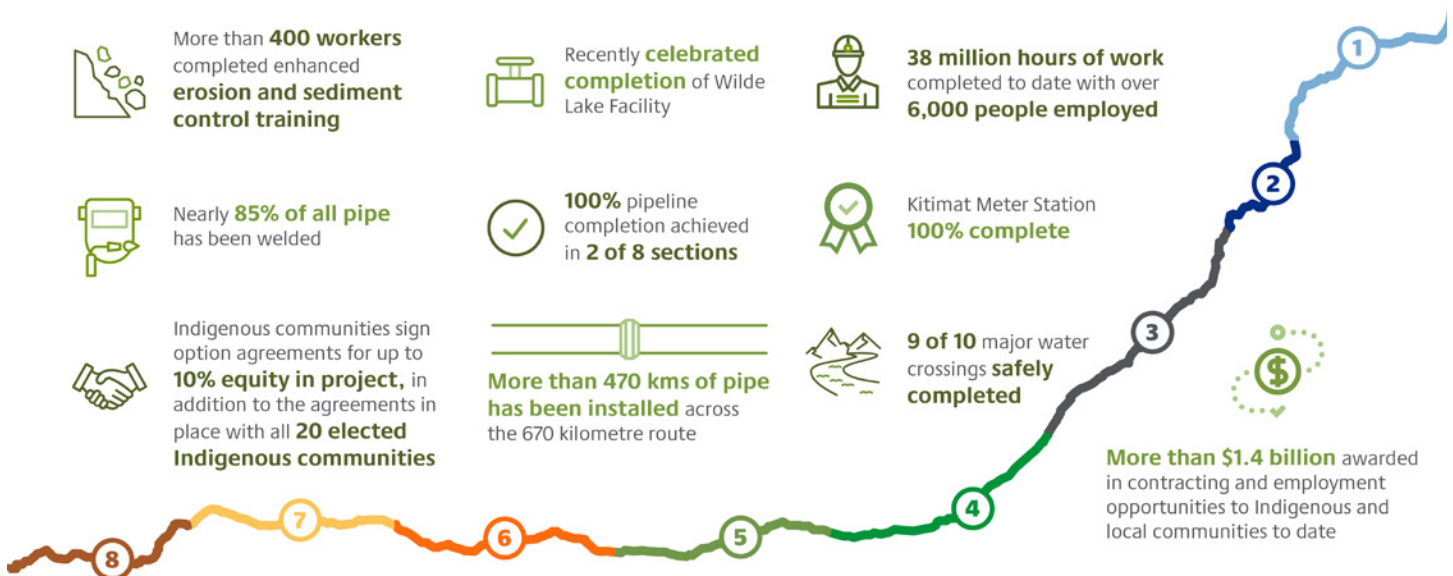 More than 400 workers
completed enhanced
erosion and sediment
control training
Recently celebrated
completion of Wilde
Lake Facility
38 million hours of work
completed to date with over
6,000 people employed
1
2
Nearly 85% of all pipe
has been welded
100% pipeline
completion achieved
in 2 of 8 sections
Kitimat Meter Station
100% complete
Indigenous communities sign
option agreements for up to
10% equity in project, in
addition to the agreements in
place with all 20 elected
Indigenous communities
More than 470 kms of pipe
has been installed across
the 670 kilometre route
9 of 10 major water
crossings safely
completed
3
$
More than $1.4 billion awarded
in contracting and employment
opportunities to Indigenous and
local communities to date
4
5
6
7
8